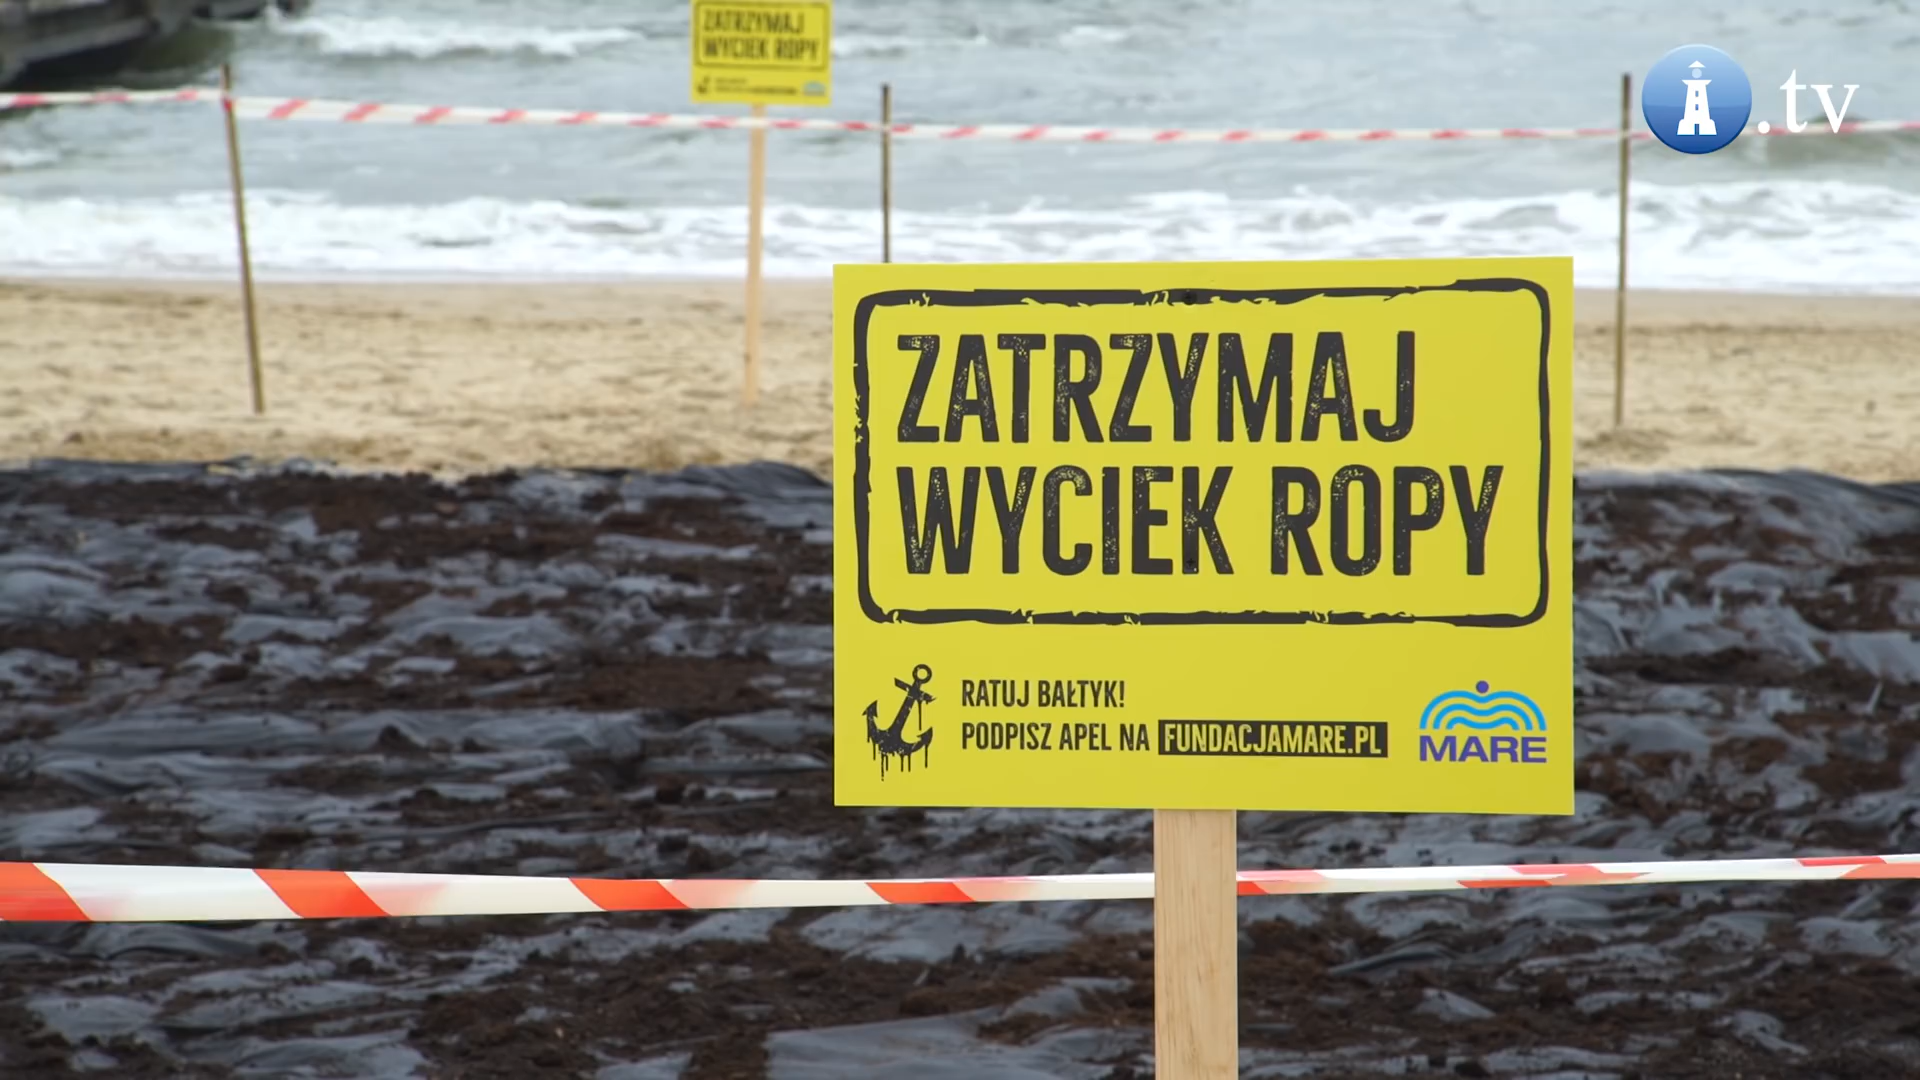 ZATRZYMAJ
WYCIEK ROPY
.tv
ZATRZYMAJ
WYCIEK ROPY
RATUJ BAŁTYK!
PODPISZ APEL NA FUNDACJAMARE.PL
MARE